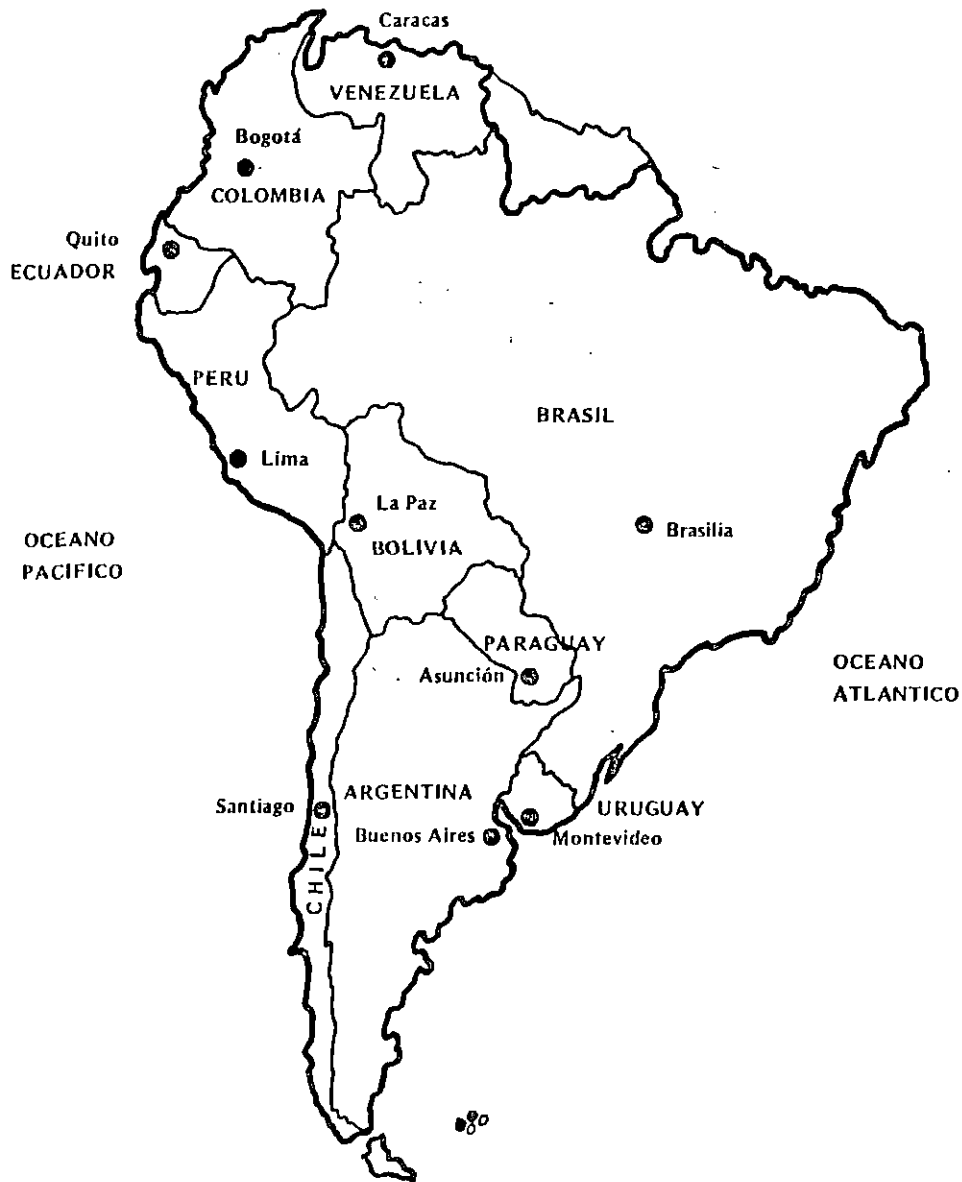 Caracas
VENEZUELA
Bogotá
COLOMBIA
Quito
ECUADOR
PERU
BRASIL
Lima
La Paz
Brasilia
BOLIVIA
OCEANO
PACIFICO
PARAGUAY
Asunción
OCEANO
ATLANTICO
ARGENTINA
Santiago
URUGUAY
Buenos Aires
Montevideo
CHILE